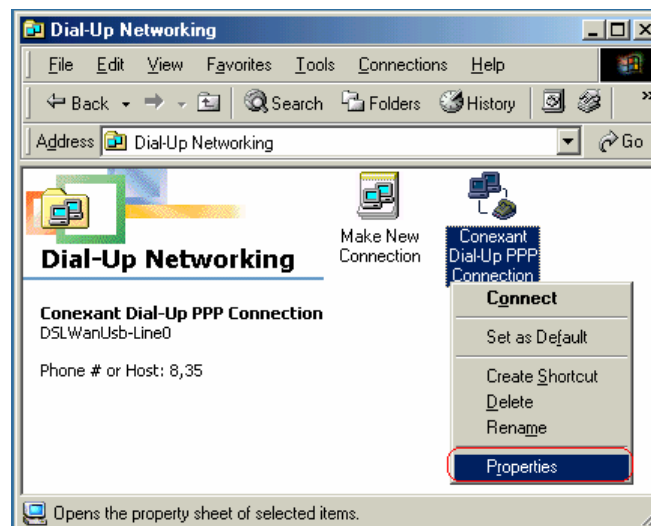 Dial-Up Networking
File Edit View Favorites Tools Connections Help
Back Search Folders History »
Address Dial-Up Networking Go
Dial-Up Networking
Conexant Dial-Up PPP Connection
DSLWanUsb-Line0
Phone # or Host: 8,35
Make New
Connection
Conexant
Dial-Up PPP
Connection
Connect
Set as Default
Create Shortcut
Delete
Rename
Properties
Opens the property sheet of selected items.